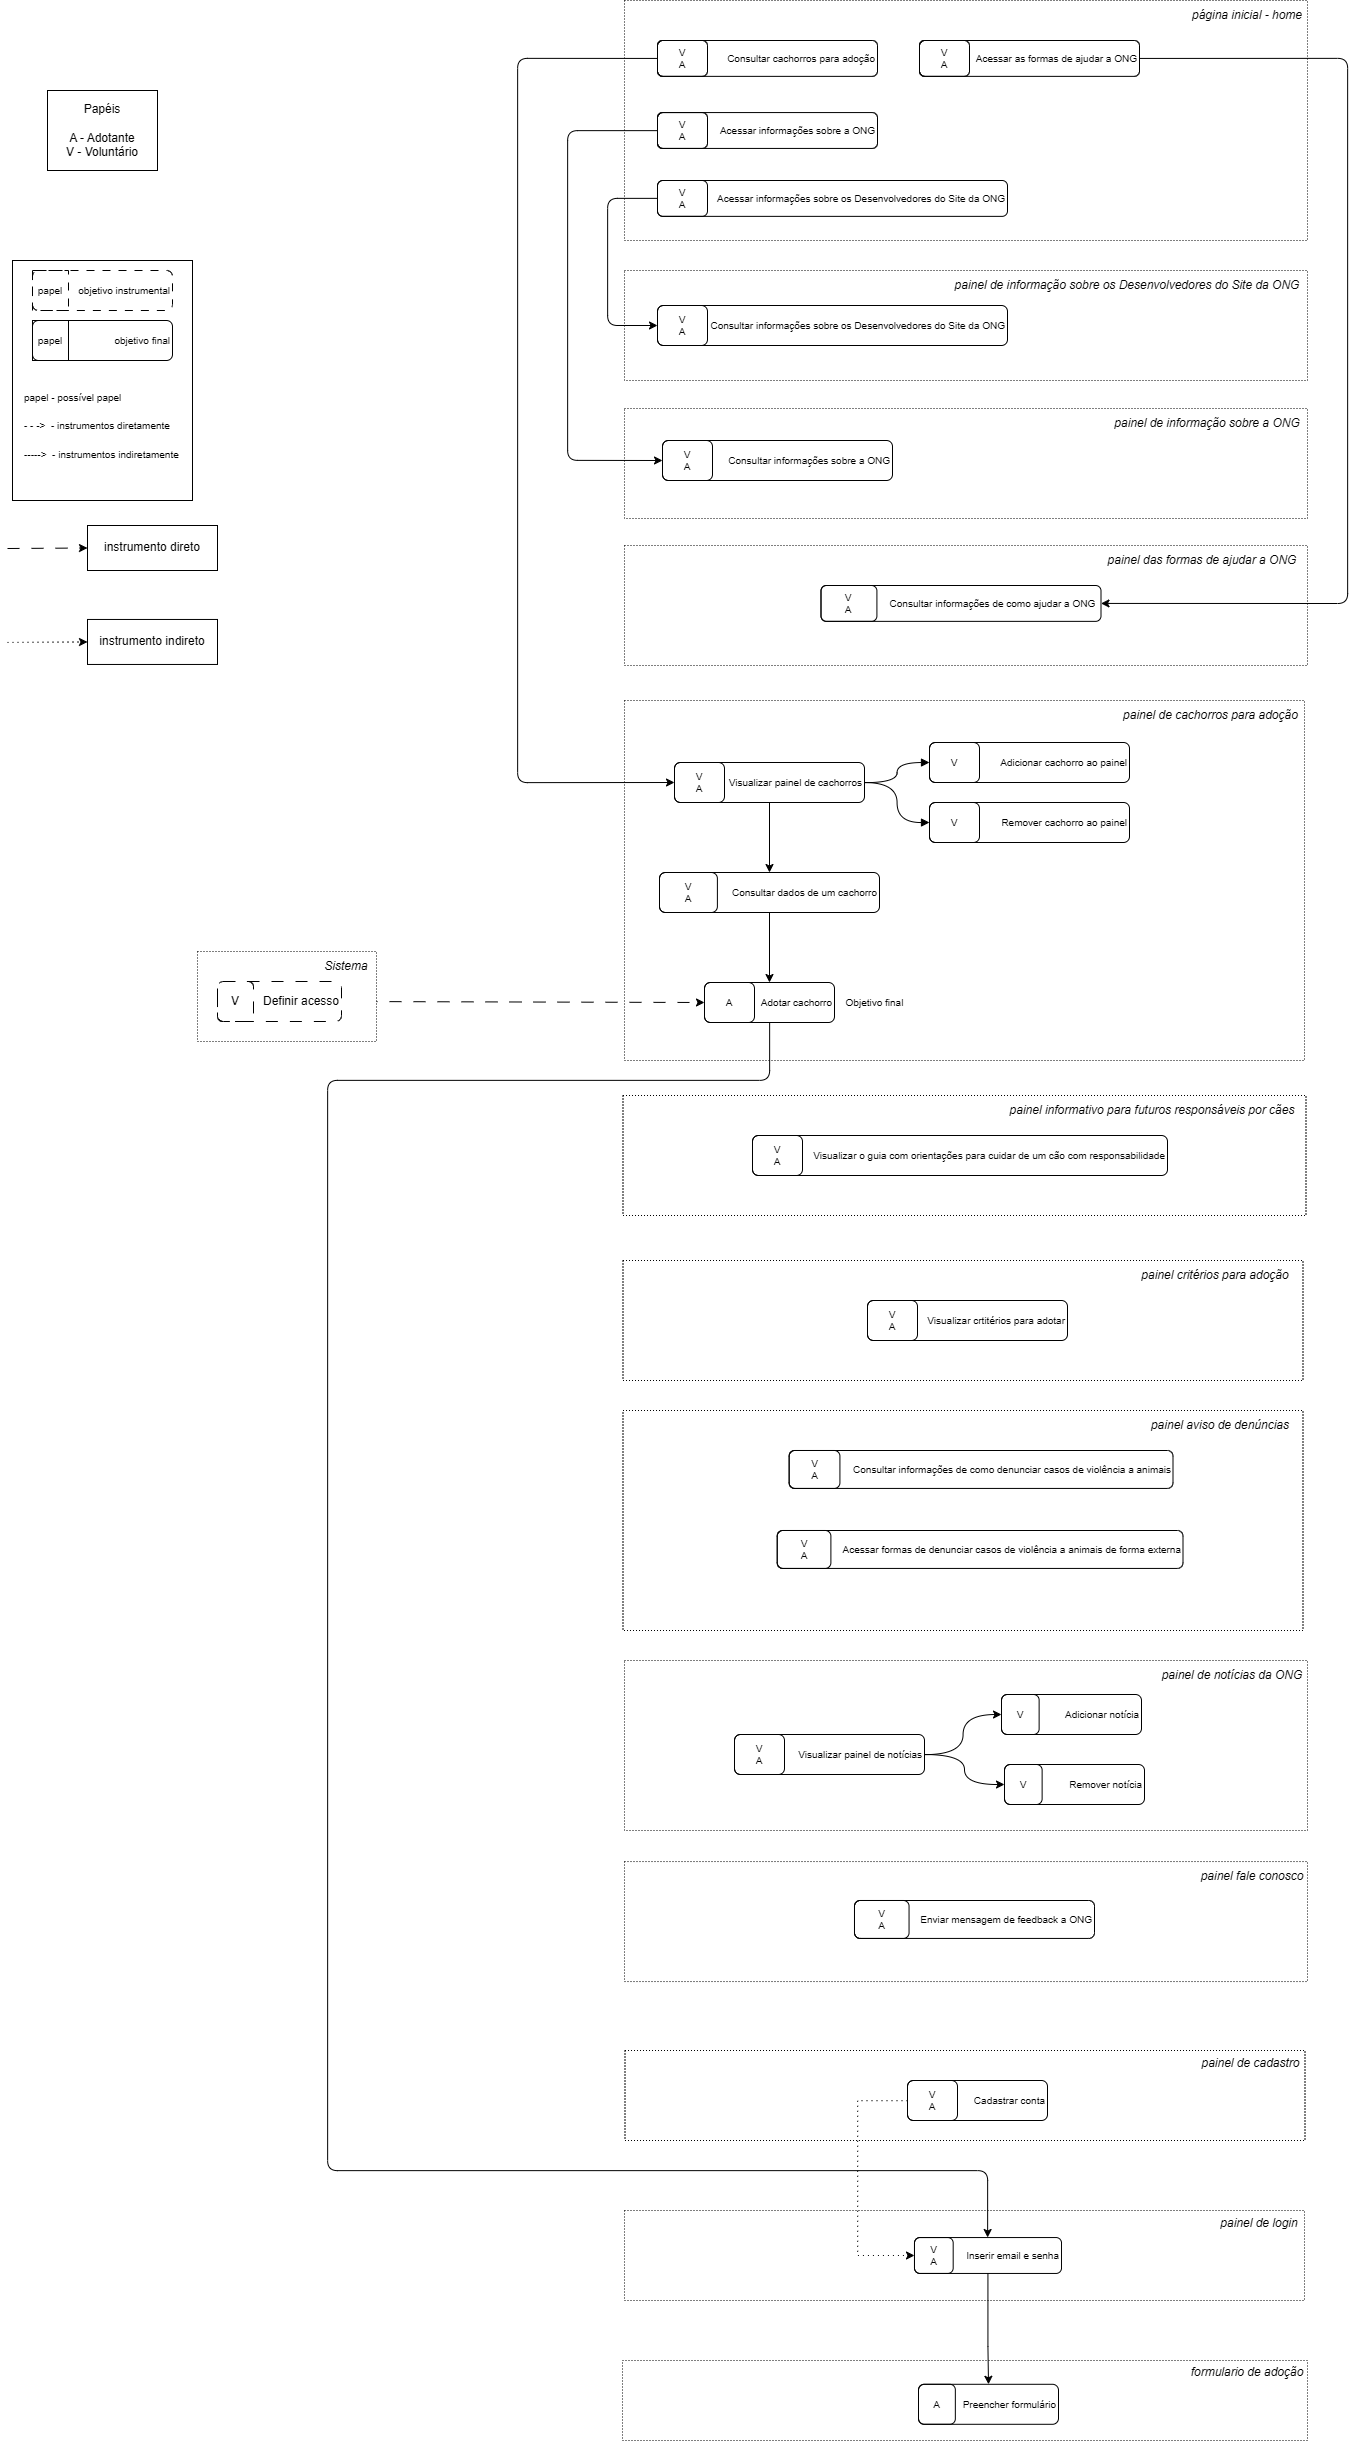 página inicial - home
V
A
Consultar cachorros para adoção
V
A
Acessar as formas de ajudar a ONG
V
A
Acessar informações sobre a ONG
V
A
Acessar informações sobre os Desenvolvedores do Site da ONG
Papéis
A - Adotante
V - Voluntário
papel
objetivo instrumental
papel
objetivo final
papel - possível papel
- - -> - instrumentos diretamente
-----> - instrumentos indiretamente
instrumento direto
instrumento indireto
painel de informação sobre os Desenvolvedores do Site da ONG
V
A
Consultar informações sobre os Desenvolvedores do Site da ONG
painel de informação sobre a ONG
V
A
Consultar informações sobre a ONG
painel das formas de ajudar a ONG
V
A
Consultar informações de como ajudar a ONG
painel de cachorros para adoção
V
A
Visualizar painel de cachorros
V
Adicionar cachorro ao painel
V
Remover cachorro ao painel
V
A
Consultar dados de um cachorro
Sistema
V
Definir acesso
A
Adotar cachorro
Objetivo final
painel informativo para futuros responsáveis por cães
V
A
Visualizar o guia com orientações para cuidar de um cão com responsabilidade
painel critérios para adoção
V
A
Visualizar crtitérios para adotar
painel aviso de denúncias
V
A
Consultar informações de como denunciar casos de violência a animais
V
A
Acessar formas de denunciar casos de violência a animais de forma externa
painel de notícias da ONG
V
A
Visualizar painel de notícias
V
Adicionar notícia
V
Remover notícia
painel fale conosco
V
A
Enviar mensagem de feedback a ONG
painel de cadastro
V
A
Cadastrar conta
painel de login
V
A
Inserir email e senha
formulario de adoção
A
Preencher formulário